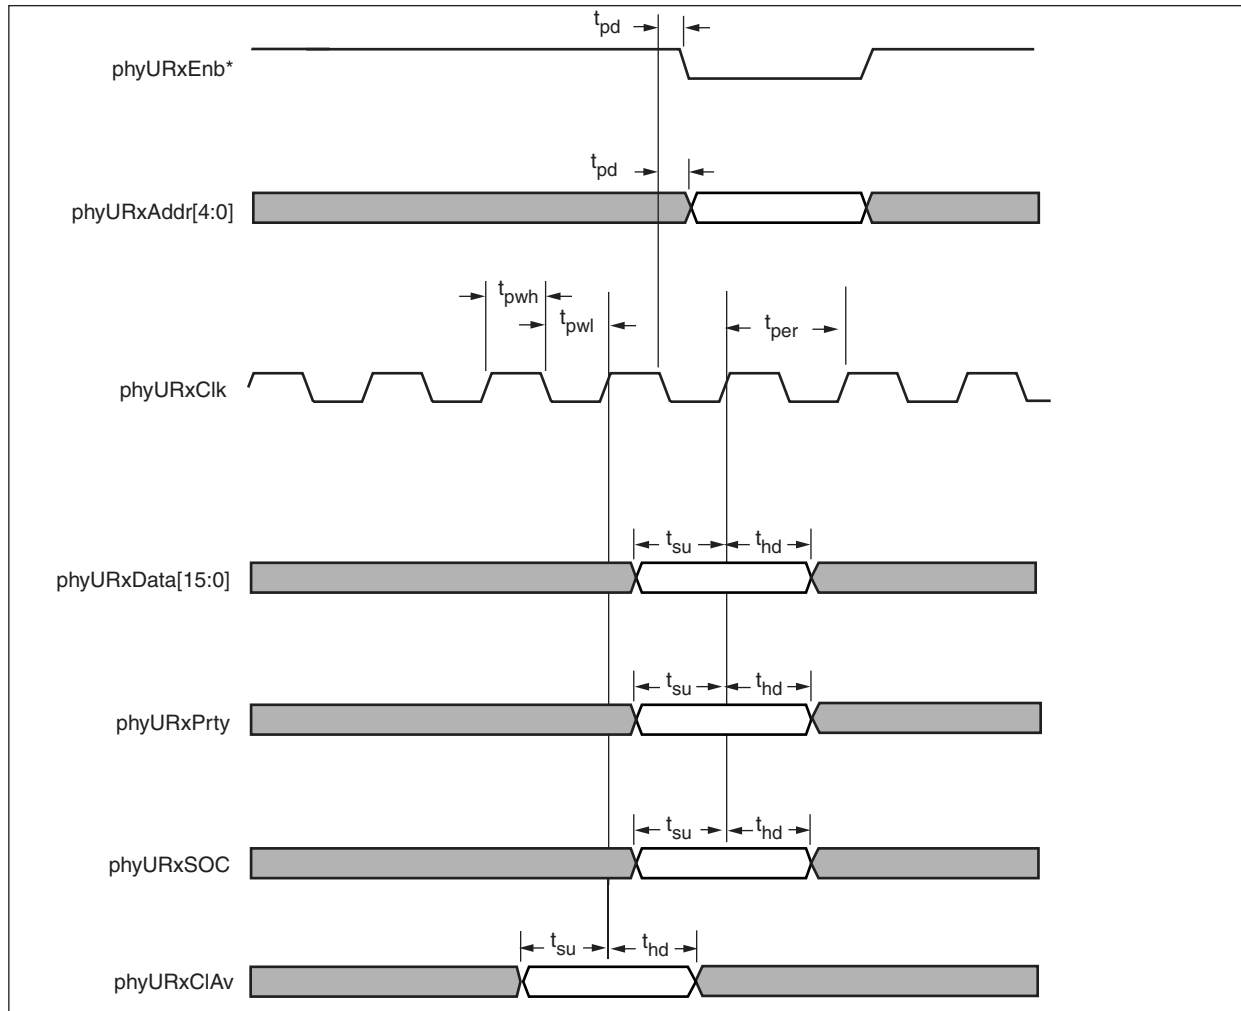 t_pd
phyURxEnb*
t_pd
phyURxAddr[4:0]
t_pwh
t_pwl
t_per
phyURxClk
t_su t_hd
phyURxData[15:0]
t_su t_hd
phyURxPrty
t_su t_hd
phyURxSOC
t_su t_hd
phyURxClAv